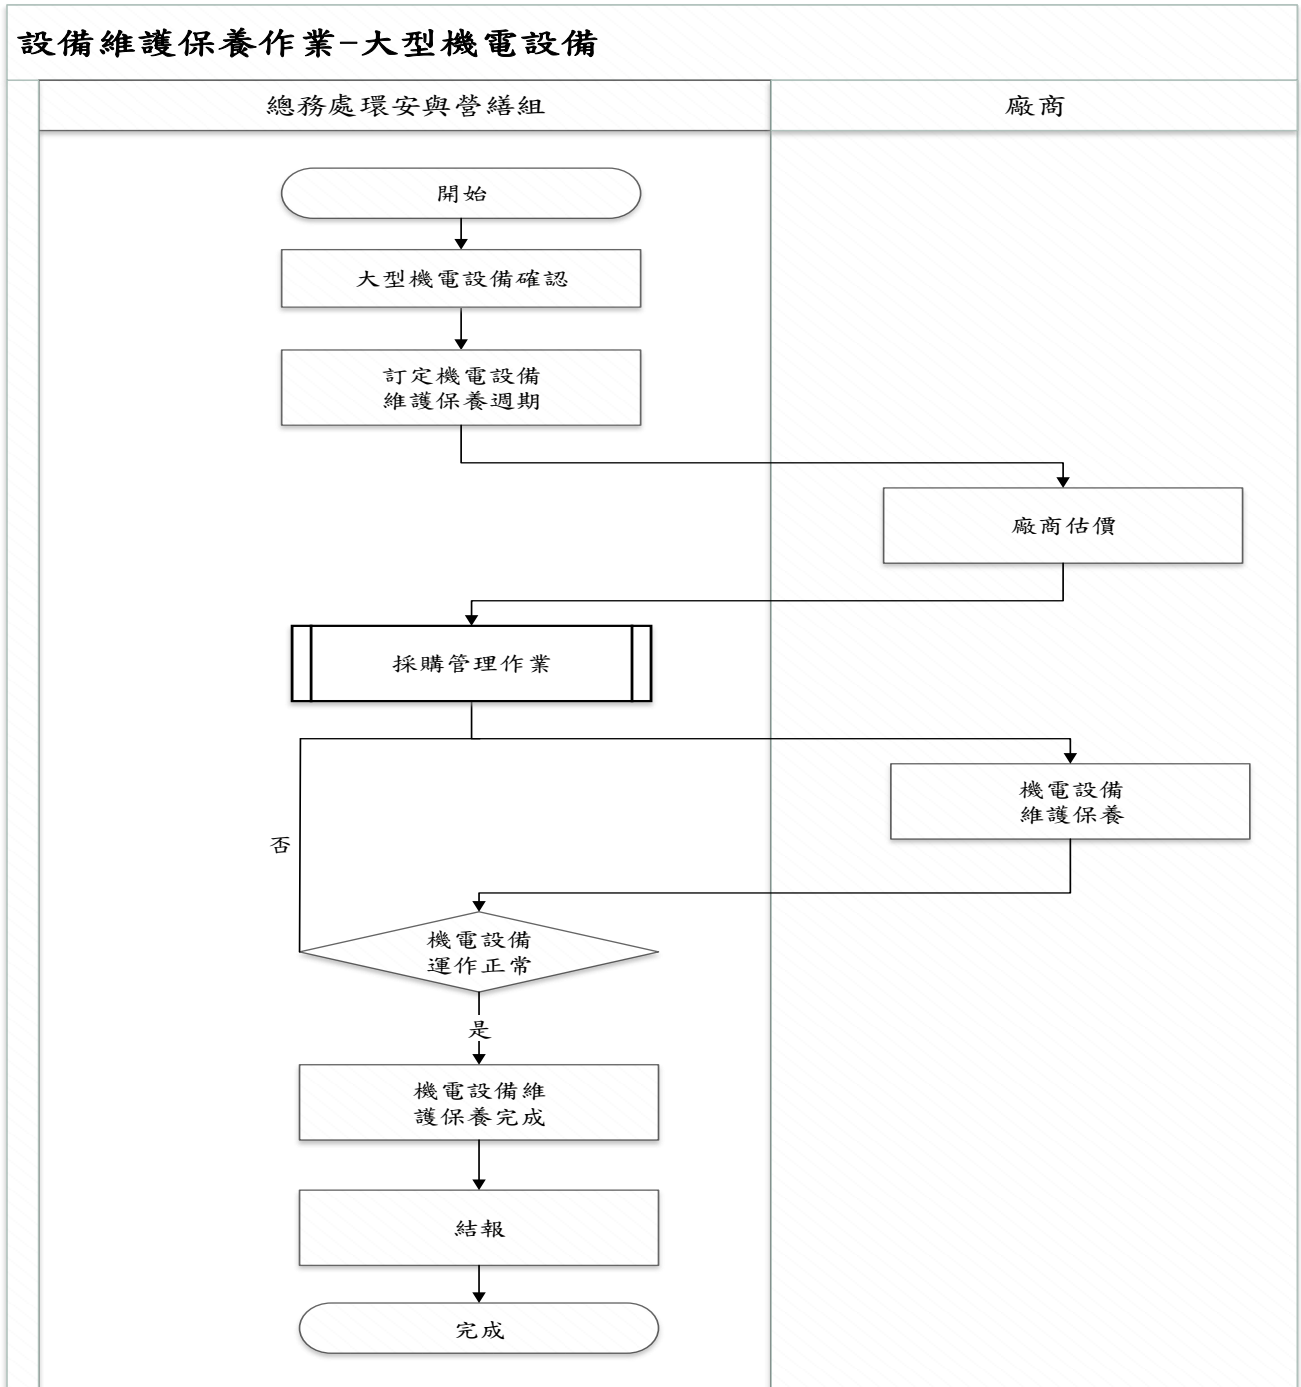 設備維護保養作業-大型機電設備
總務處環安與營繕組
廠商
開始
大型機電設備確認
訂定機電設備
維護保養週期
廠商估價
採購管理作業
機電設備
維護保養
否
機電設備
運作正常
是
機電設備維
護保養完成
結報
完成